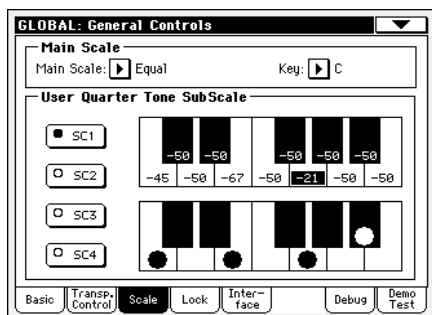 GLOBAL: General Controls
Main Scale
Main Scale: Equal Key: C
User Quarter Tone SubScale
SC1
-50 -50 -50 -50 -50
SC2
-45 -50 -67 -50 -21 -50 -50
SC3
SC4
Basic Transp. Control Scale Lock Inter-face Debug Demo Test